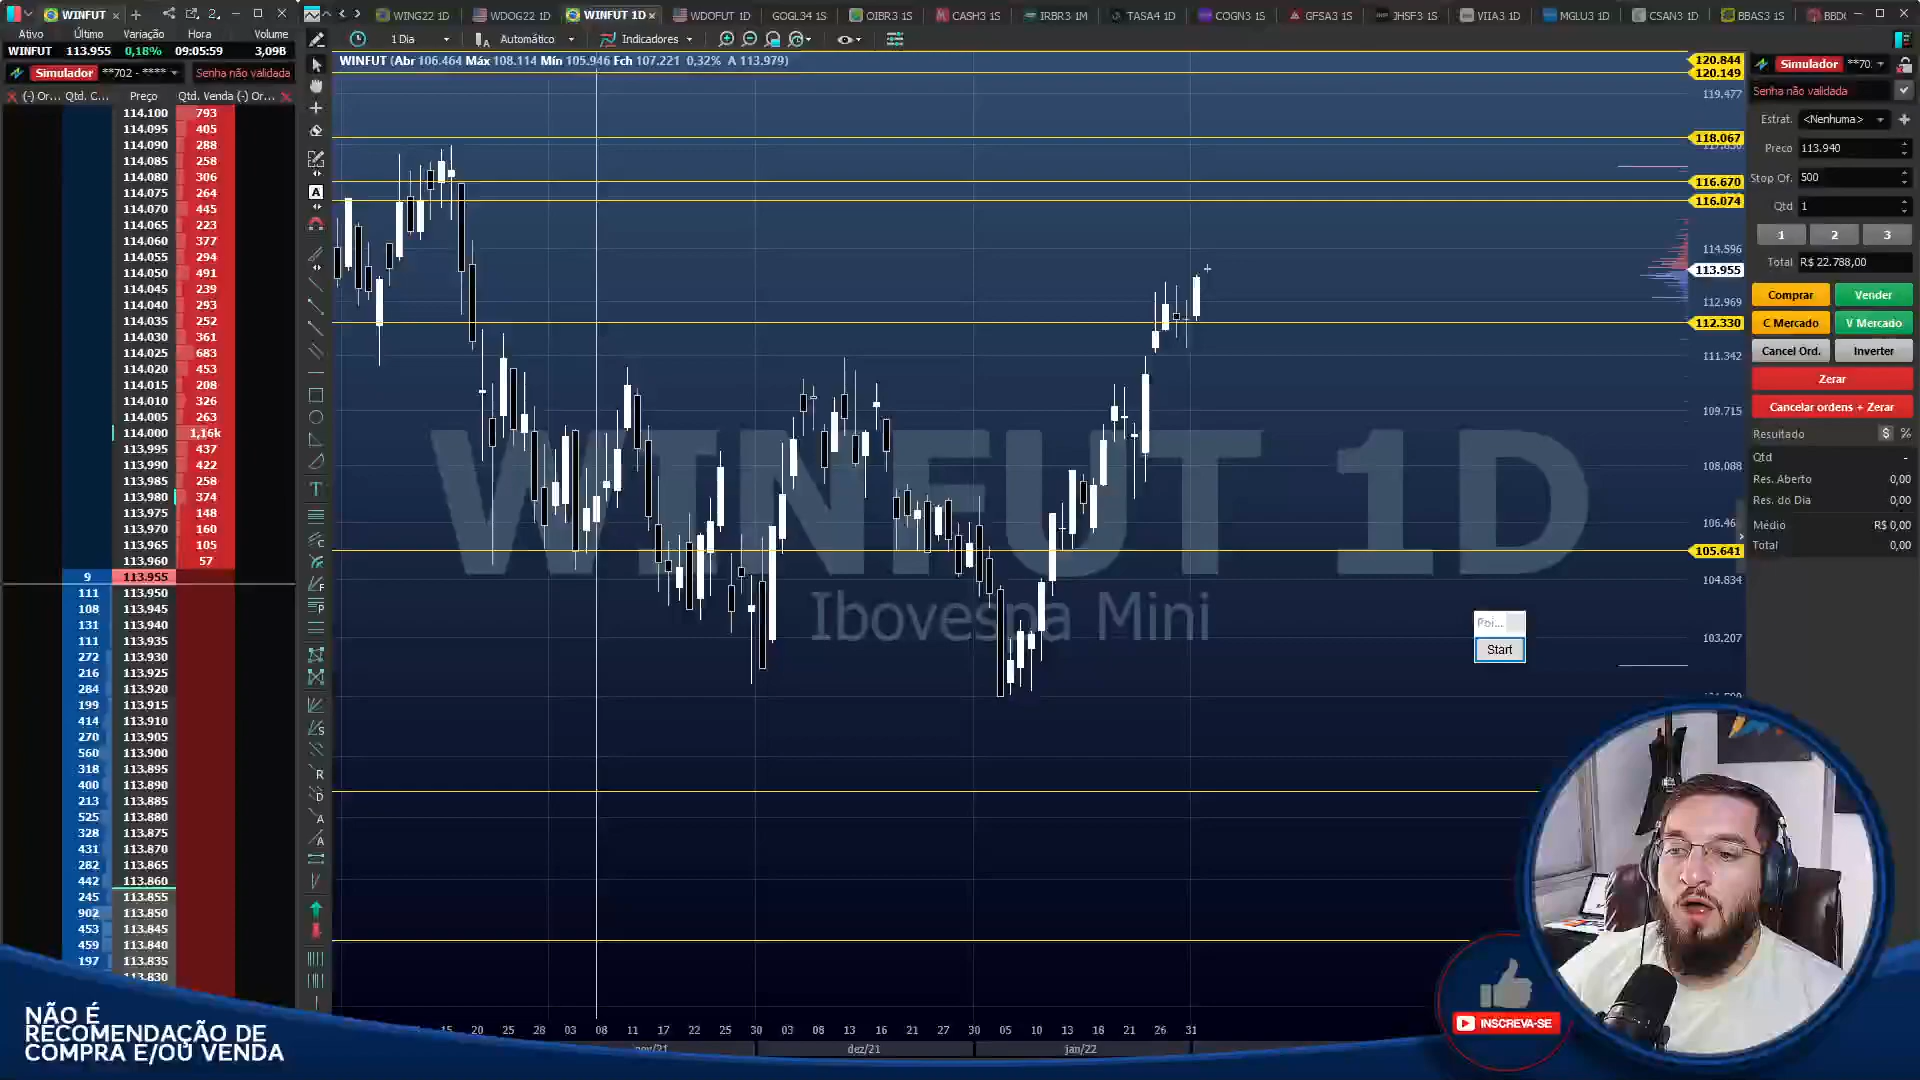 WINFUT
2.
WING22 1D
WDOG22 1D
WINFUT 1D
WDOFUT 1D
GOGL34 1S
OIBR3 1S
CASH3 1S
IRBR3 1M
TASA4 1D
COGN3 1S
GFSA3 1S
JHSF3 1S
VIIA3 1D
MGLU3 1D
CSAN3 1D
BBAS3 1S
BBD
Ativo Último Variação Hora Volume
WINFUT 113.955 0,18% 09:05:59 3,098
Simulador **702 - **** Senha não validada
(-) Or... Qtd. C... Preço Qtd. Venda (-) Or...
114.100 793
114.095 405
114.090 288
114.085 258
114.080 306
114.075 264
114.070 445
114.065 223
114.060 377
114.055 294
114.050 491
114.045 239
114.040 293
114.035 252
114.030 361
114.025 683
114.020 453
114.015 208
114.010 326
114.005 263
114.000 1,16k
113.995 437
113.990 422
113.985 258
113.980 374
113.975 148
113.970 160
113.965 105
113.960 57
9 113.955
111 113.950
108 113.945
131 113.940
111 113.935
272 113.930
216 113.925
284 113.920
199 113.915
414 113.910
270 113.905
560 113.900
318 113.895
400 113.890
213 113.885
525 113.880
328 113.875
431 113.870
282 113.865
442 113.860
245 113.855
902 113.850
453 113.845
459 113.840
197 113.835
113.830
1 Dia Automático Indicadores
WINFUT (Abr 106.464 Máx 108.114 Mín 105.946 Fch 107.221 0,32% A 113.979)
WINFUT 1D
Ibovespa Mini
120.844
120.149
119.477
118.067
116.670
116.074
114.596
113.955
112.969
112.330
111.342
109.715
108.088
106.46
105.641
104.834
103.207
Poi...
Start
15 20 25 28 03 08 11 17 22 25 30 03 08 13 16 21 27 30 05 10 13 18 21 26 31
nov/21 dez/21 jan/22
Simulador **70
Senha não validada
Estrat. <Nenhuma>
Preco 113.940
Stop Of. 500
Qtd 1
1 2 3
Total R$ 22.788,00
Comprar Vender
C Mercado V Mercado
Cancel Ord. Inverter
Zerar
Cancelar ordens + Zerar
Resultado $ %
Qtd -
Res. Aberto 0,00
Res. do Dia 0,00
Médio R$ 0,00
Total 0,00
NÃO É
RECOMENDAÇÃO DE
COMPRA E/OU VENDA
INSCREVA-SE